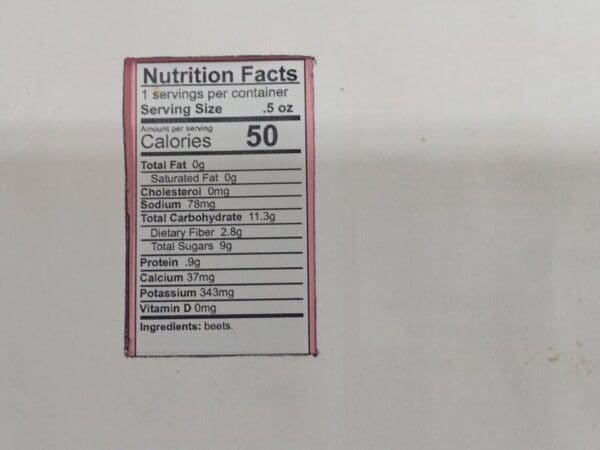 Nutrition Facts
1 servings per container
Serving Size .5 oz
Amount per serving
Calories 50
Total Fat 0g
Saturated Fat 0g
Cholesterol 0mg
Sodium 78mg
Total Carbohydrate 11.3g
Dietary Fiber 2.8g
Total Sugars 9g
Protein .9g
Calcium 37mg
Potassium 343mg
Vitamin D 0mg
Ingredients: beets.